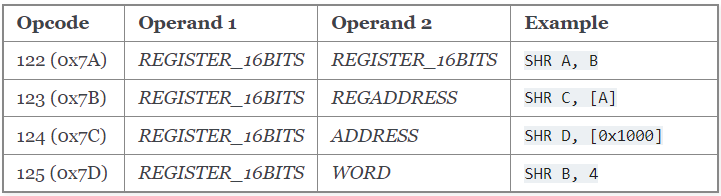 Opcode Operand 1 Operand 2 Example
122 (0x7A) REGISTER_16BITS REGISTER_16BITS SHR A, B
123 (0x7B) REGISTER_16BITS REGADDRESS SHR C, [A]
124 (0x7C) REGISTER_16BITS ADDRESS SHR D, [0x1000]
125 (0x7D) REGISTER_16BITS WORD SHR B, 4